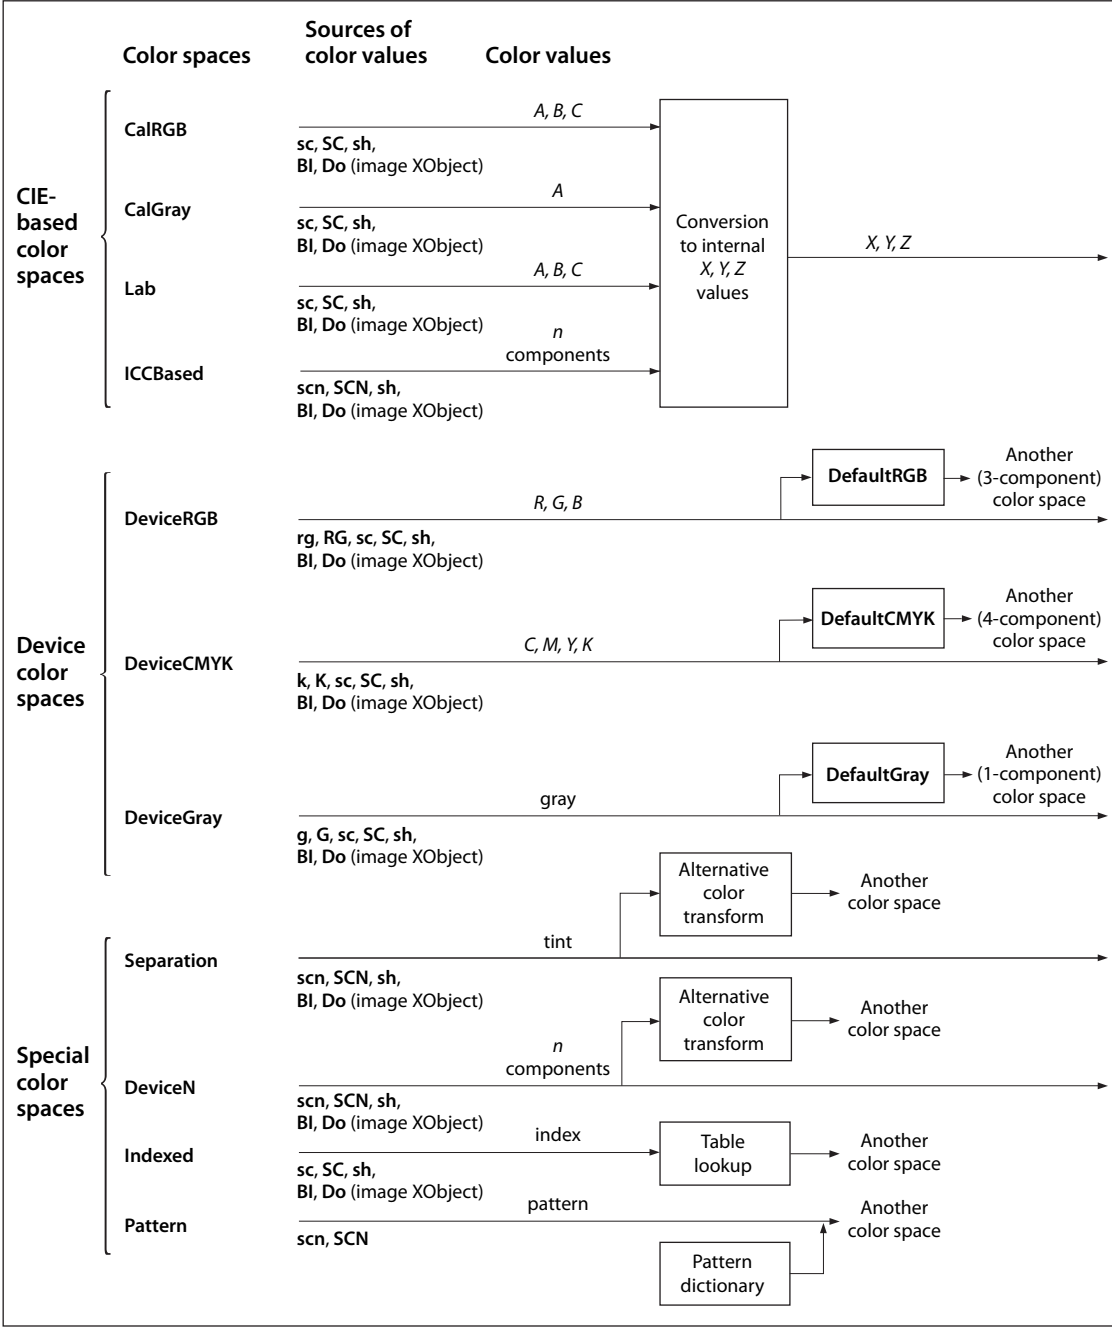 Color spaces
Sources of
color values
Color values
CIE-
based
color
spaces
CalRGB
A, B, C
sc, SC, sh,
BI, Do (image XObject)
CalGray
A
sc, SC, sh,
BI, Do (image XObject)
Lab
A, B, C
sc, SC, sh,
BI, Do (image XObject)
ICCBased
n
components
scn, SCN, sh,
BI, Do (image XObject)
Conversion
to internal
X, Y, Z
values
X, Y, Z
Device
color
spaces
DeviceRGB
R, G, B
rg, RG, sc, SC, sh,
BI, Do (image XObject)
DefaultRGB
Another
(3-component)
color space
DeviceCMYK
C, M, Y, K
k, K, sc, SC, sh,
BI, Do (image XObject)
DefaultCMYK
Another
(4-component)
color space
DeviceGray
gray
g, G, sc, SC, sh,
BI, Do (image XObject)
DefaultGray
Another
(1-component)
color space
Special
color
spaces
Separation
tint
scn, SCN, sh,
BI, Do (image XObject)
Alternative
color
transform
Another
color space
DeviceN
n
components
scn, SCN, sh,
BI, Do (image XObject)
Alternative
color
transform
Another
color space
Indexed
index
sc, SC, sh,
BI, Do (image XObject)
Table
lookup
Another
color space
Pattern
pattern
scn, SCN
Pattern
dictionary
Another
color space